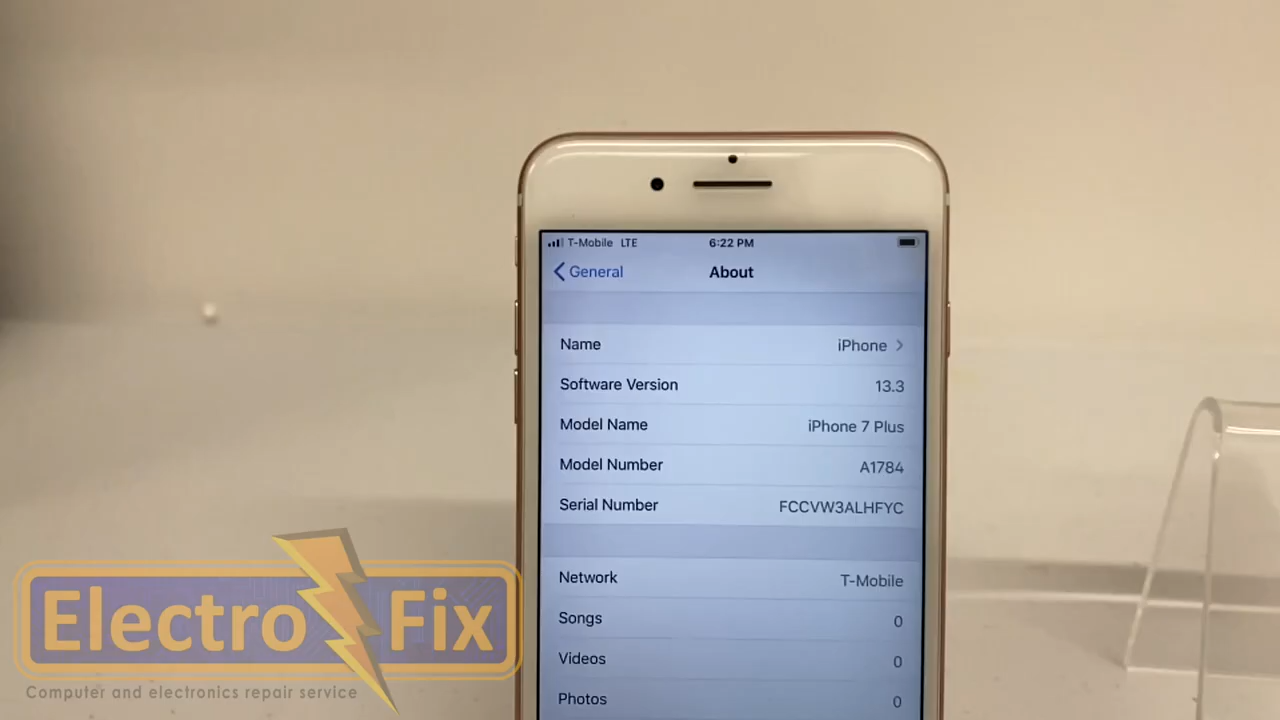 T-Mobile LTE 6:22 PM
General About
Name iPhone
Software Version 13.3
Model Name iPhone 7 Plus
Model Number A1784
Serial Number FCCVW3ALHFYC
Network T-Mobile
Songs 0
Videos 0
Photos 0
Electro Fix
Computer and electronics repair service